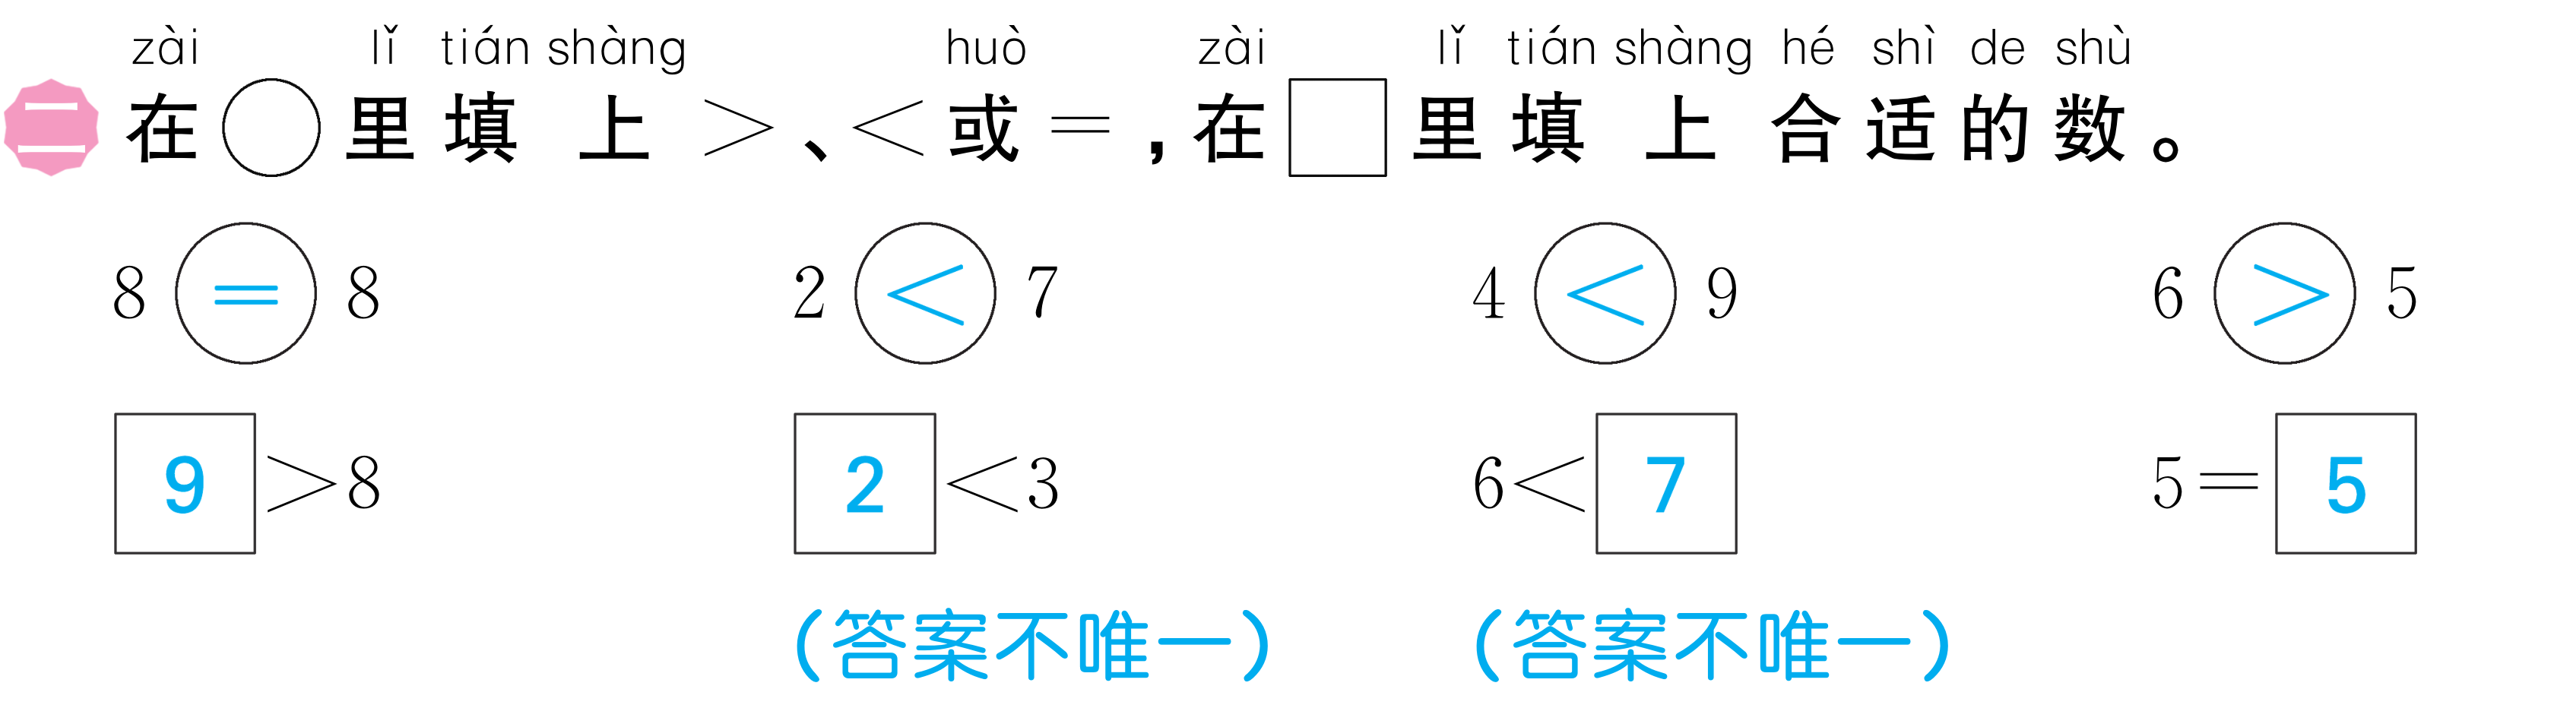 zài lǐ tián shàng huò zài lǐ tián shàng hé shì de shù
二 在○里填上>、<或=，在□里填上合适的数。
8 = 8 2 < 7 4 < 9 6 > 5
9 >8 2 <3 6< 7 5= 5
（答案不唯一） （答案不唯一）